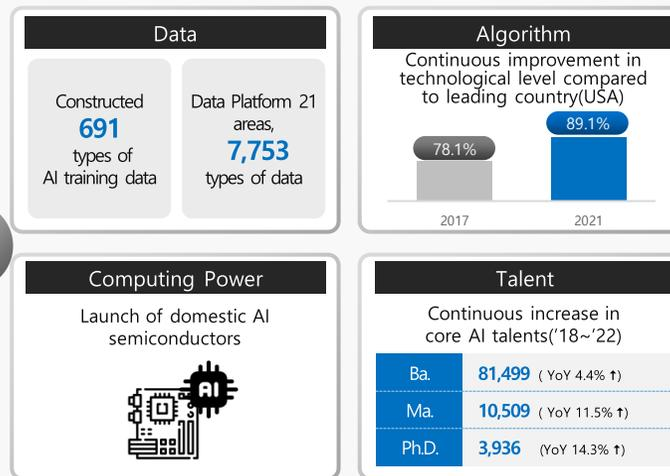 Data
Constructed
691
types of
AI training data
Data Platform 21
areas,
7,753
types of data
Algorithm
Continuous improvement in
technological level compared
to leading country(USA)
78.1%
89.1%
2017
2021
Computing Power
Launch of domestic AI
semiconductors
AI
Talent
Continuous increase in
core AI talents('18~'22)
Ba. 81,499 ( YoY 4.4% ↑)
Ma. 10,509 ( YoY 11.5% ↑)
Ph.D. 3,936 (YoY 14.3% ↑)